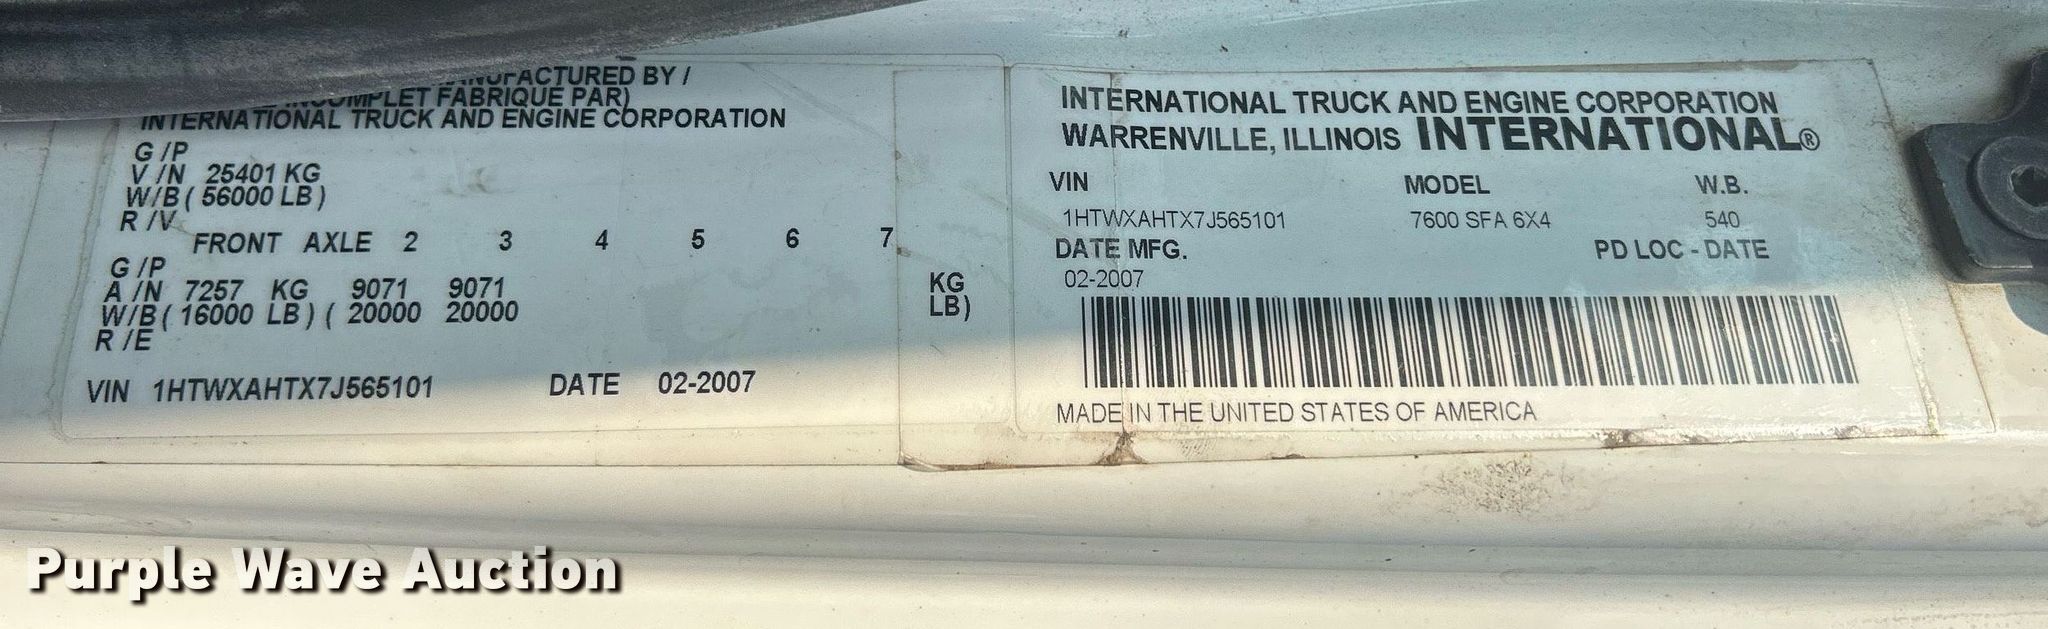 MANUFACTURED BY /
INCOMPLET FABRIQUE PAR)
INTERNATIONAL TRUCK AND ENGINE CORPORATION
G /P
V /N 25401 KG
W/B ( 56000 LB )
R /V
FRONT AXLE 2 3 4 5 6 7
G /P
A /N 7257 KG 9071 9071 KG
W/B ( 16000 LB ) ( 20000 20000 LB)
R /E
VIN 1HTWXAHTX7J565101 DATE 02-2007
INTERNATIONAL TRUCK AND ENGINE CORPORATION
WARRENVILLE, ILLINOIS INTERNATIONAL®
VIN MODEL W.B.
1HTWXAHTX7J565101 7600 SFA 6X4 540
DATE MFG. PD LOC - DATE
02-2007
MADE IN THE UNITED STATES OF AMERICA
Purple Wave Auction